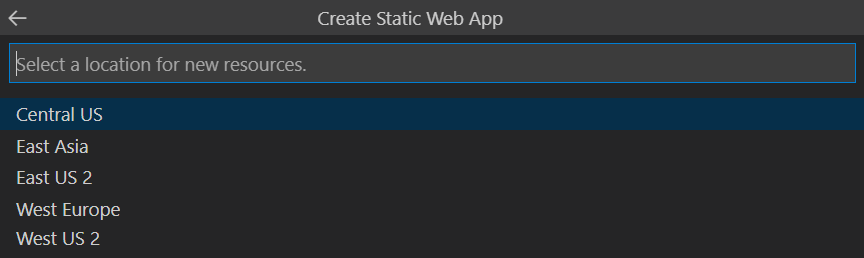 Create Static Web App
Select a location for new resources.
Central US
East Asia
East US 2
West Europe
West US 2